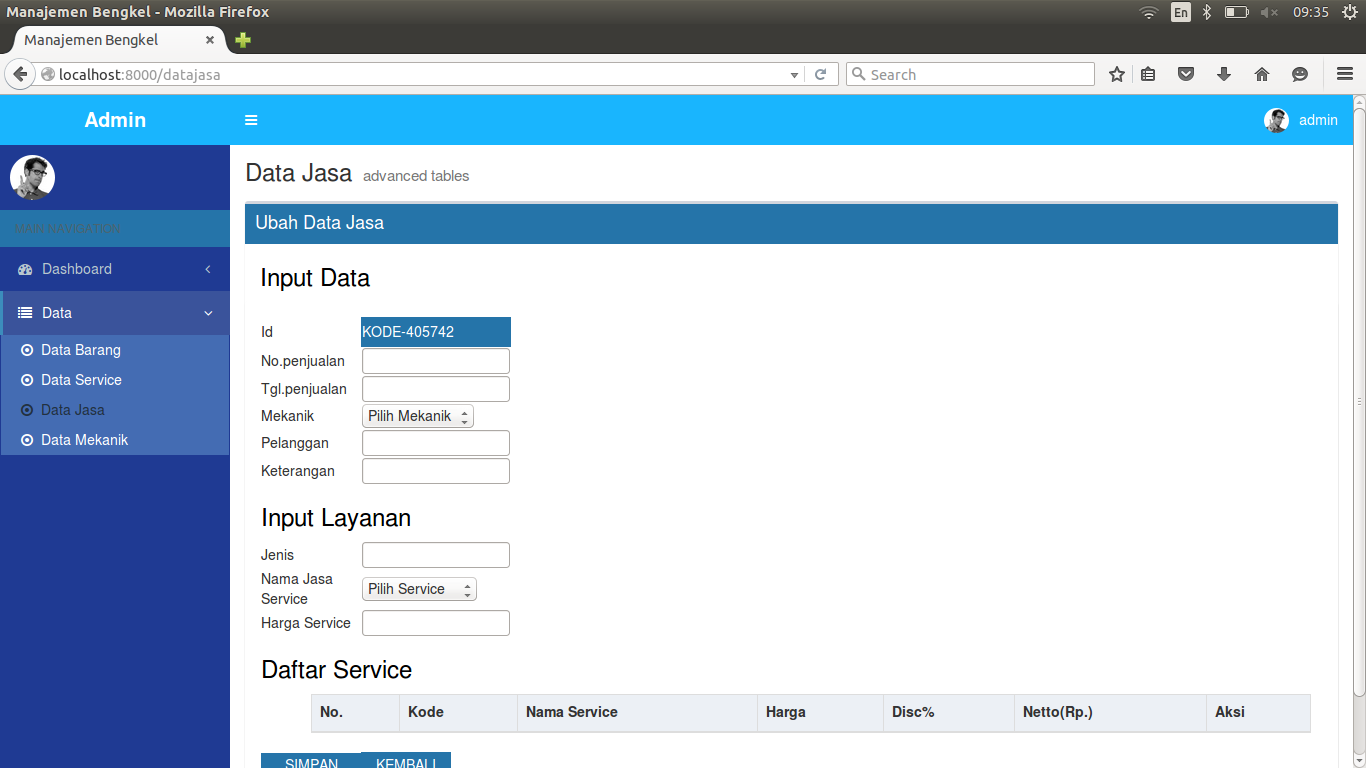 Manajemen Bengkel - Mozilla Firefox
En
09:35
Manajemen Bengkel
localhost:8000/datajasa
Search
Admin
admin
Data Jasa advanced tables
MAIN NAVIGATION
Dashboard
Data
Data Barang
Data Service
Data Jasa
Data Mekanik
Ubah Data Jasa
Input Data
Id KODE-405742
No.penjualan
Tgl.penjualan
Mekanik Pilih Mekanik
Pelanggan
Keterangan
Input Layanan
Jenis
Nama Jasa
Service Pilih Service
Harga Service
Daftar Service
No. Kode Nama Service Harga Disc% Netto(Rp.) Aksi
SIMPAN KEMBALI